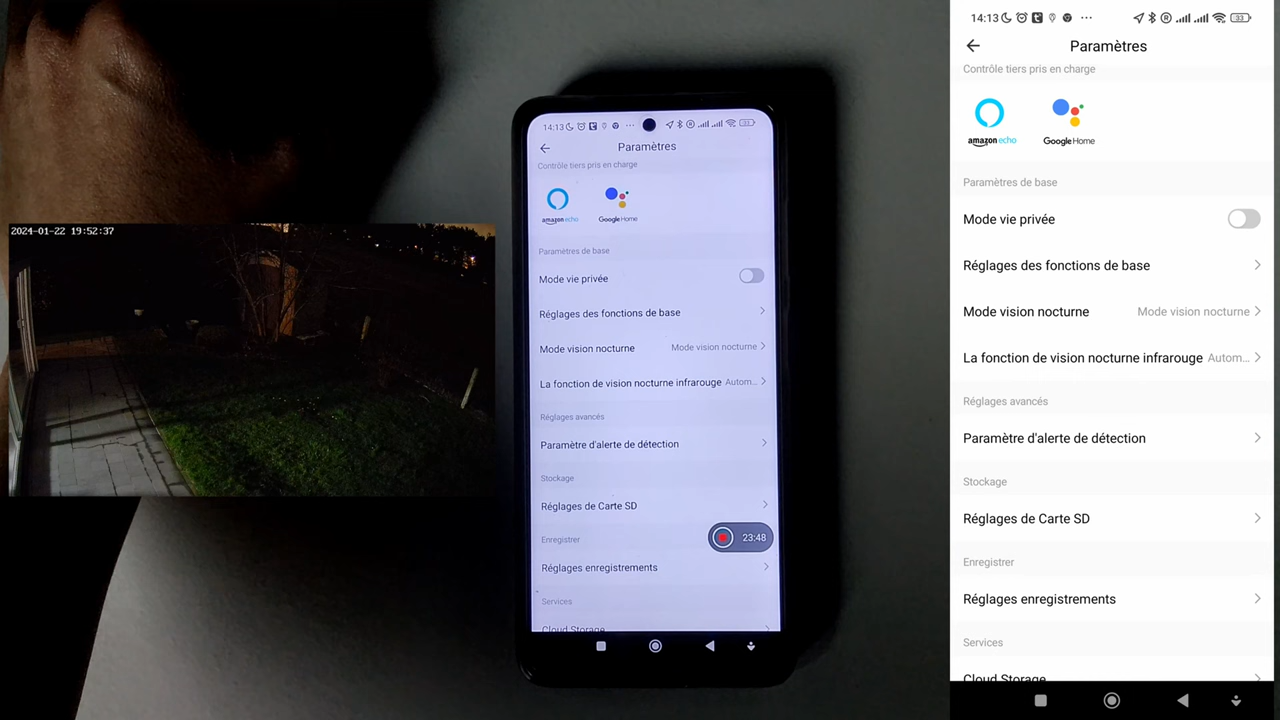 2024-01-22 19:52:37
14:13
Paramètres
Contrôle tiers pris en charge
amazon echo
Google Home
Paramètres de base
Mode vie privée
Réglages des fonctions de base
Mode vision nocturne Mode vision nocturne
La fonction de vision nocturne infrarouge Autom...
Réglages avancés
Paramètre d'alerte de détection
Stockage
Réglages de Carte SD
Enregistrer
23:48
Réglages enregistrements
Services
Cloud Storage
14:13
33
Paramètres
Contrôle tiers pris en charge
amazon echo
Google Home
Paramètres de base
Mode vie privée
Réglages des fonctions de base
Mode vision nocturne Mode vision nocturne
La fonction de vision nocturne infrarouge Autom...
Réglages avancés
Paramètre d'alerte de détection
Stockage
Réglages de Carte SD
Enregistrer
Réglages enregistrements
Services
Cloud Storage